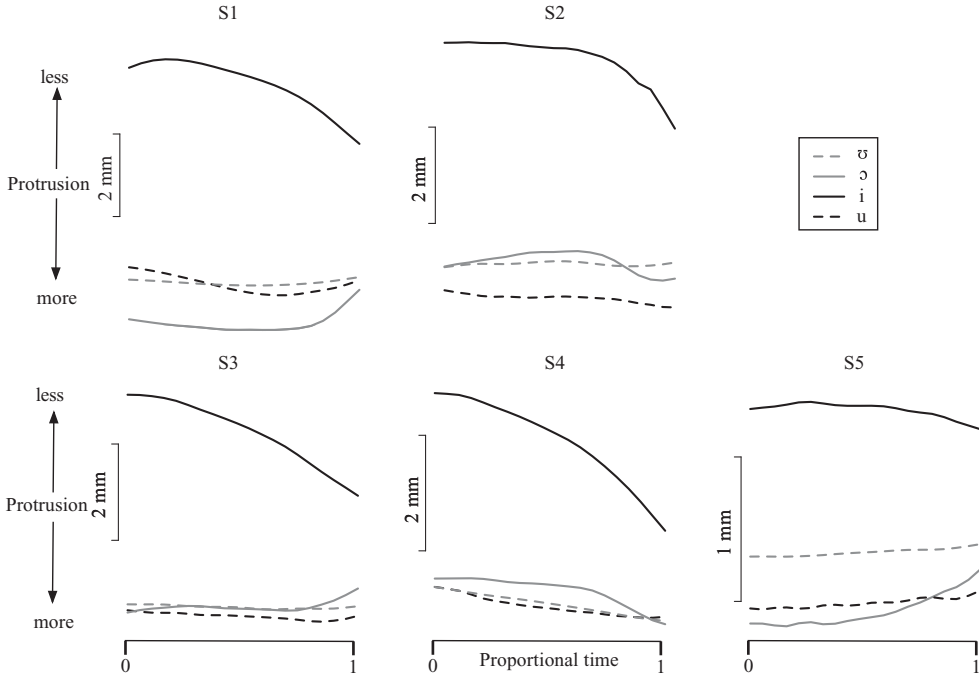 S1
S2
less
Protrusion
more
2 mm
2 mm
ʊ
ɔ
i
u
S3
S4
S5
less
Protrusion
more
2 mm
2 mm
1 mm
0
1
0
Proportional time
1
0
1